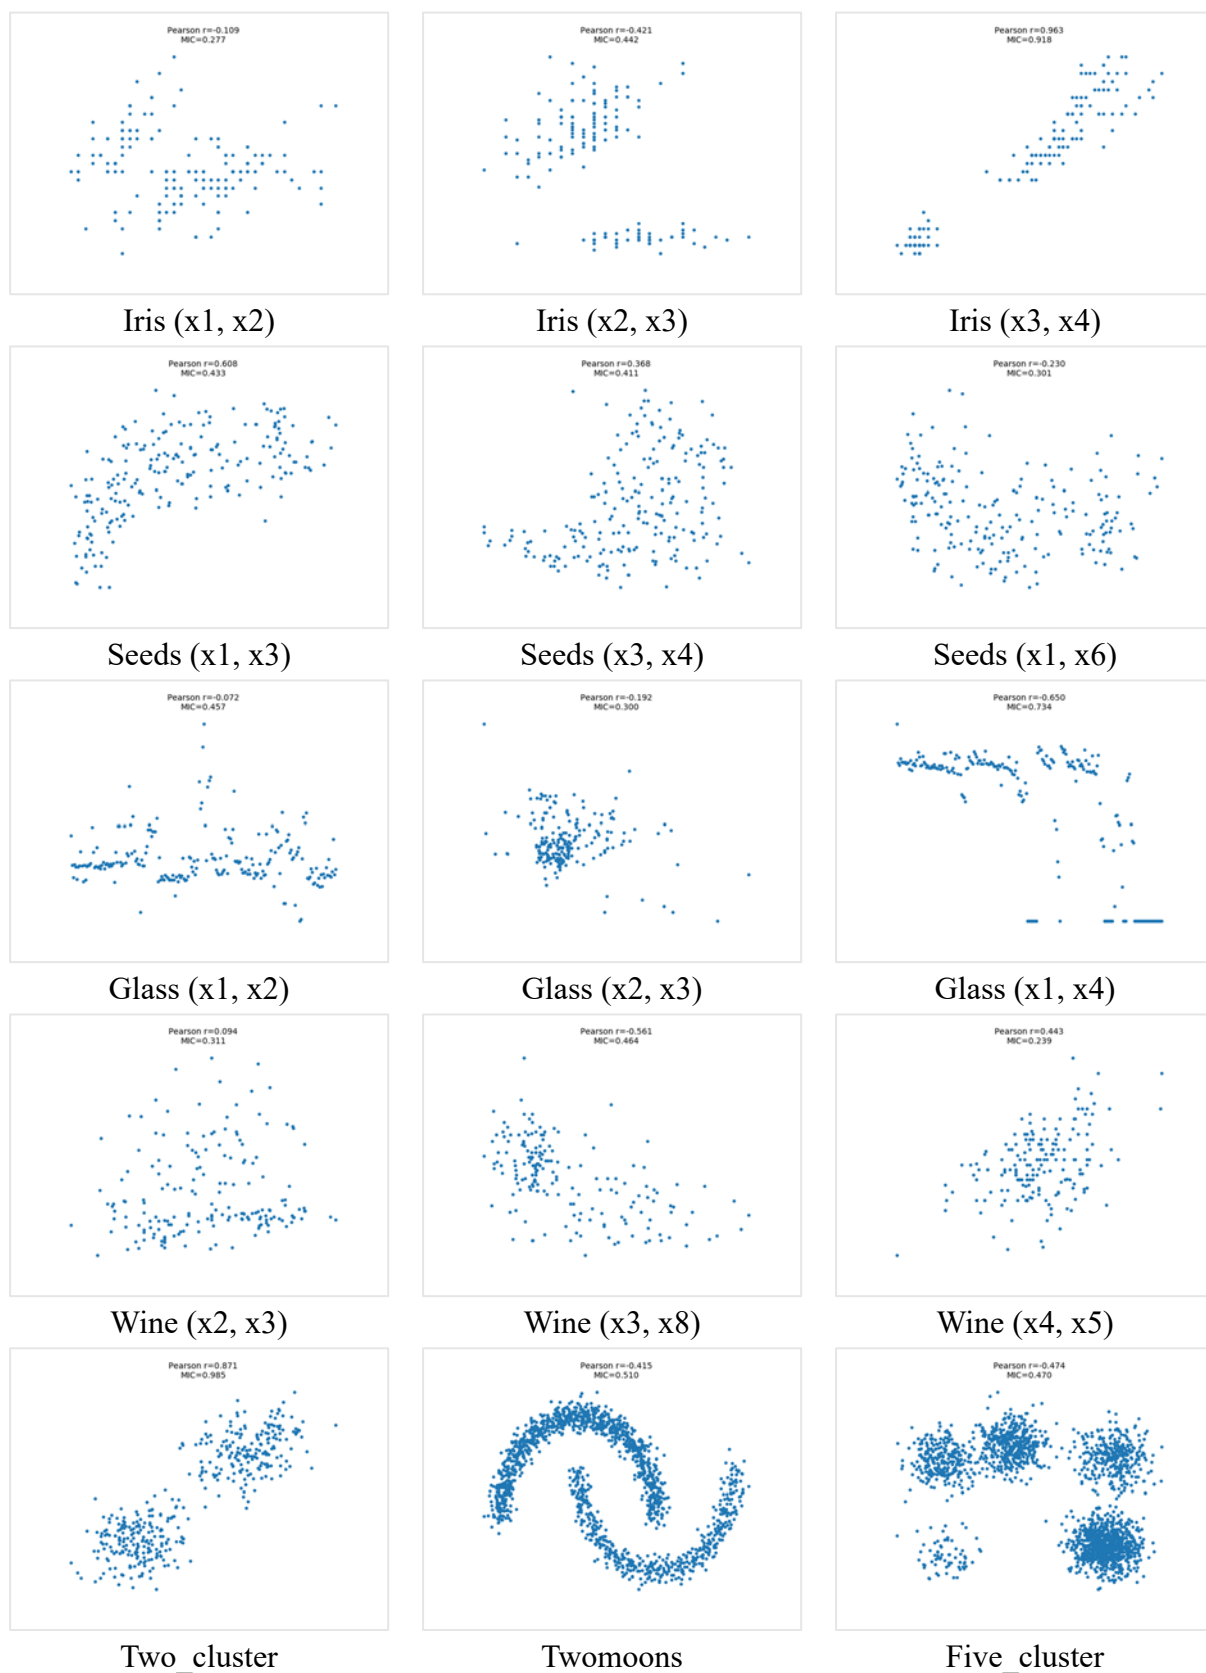 Pearson r=-0.109
MIC=0.277
Pearson r=-0.421
MIC=0.442
Pearson r=0.963
MIC=0.918
Iris (x1, x2)
Iris (x2, x3)
Iris (x3, x4)
Pearson r=0.608
MIC=0.433
Pearson r=0.368
MIC=0.411
Pearson r=-0.230
MIC=0.301
Seeds (x1, x3)
Seeds (x3, x4)
Seeds (x1, x6)
Pearson r=-0.072
MIC=0.457
Pearson r=-0.192
MIC=0.300
Pearson r=-0.650
MIC=0.734
Glass (x1, x2)
Glass (x2, x3)
Glass (x1, x4)
Pearson r=0.094
MIC=0.311
Pearson r=-0.561
MIC=0.464
Pearson r=0.443
MIC=0.239
Wine (x2, x3)
Wine (x3, x8)
Wine (x4, x5)
Pearson r=0.871
MIC=0.985
Pearson r=-0.415
MIC=0.510
Pearson r=-0.474
MIC=0.470
Two_cluster
Twomoons
Five_cluster